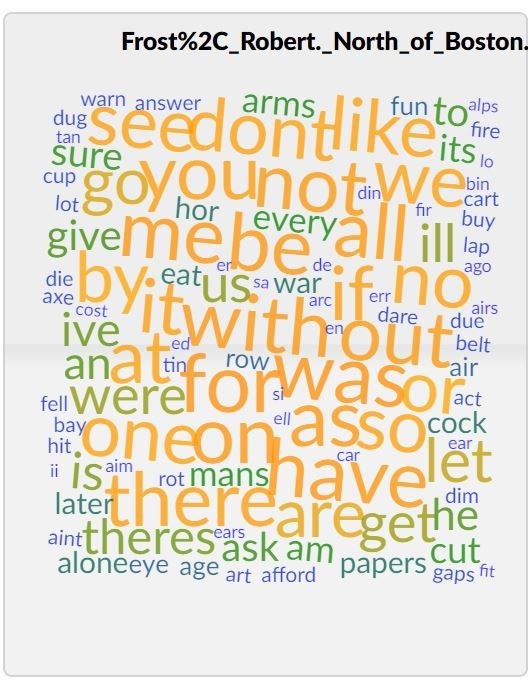 Frost%2C_Robert._North_of_Boston.
warn answer arms fun to alps
dug see dont like fire
tan sure its lo
cup go you not we bin
lot hor din fir cart
every buy
give me be all ill lap
er de ago
die by eat us sa war if err no
axe cost it arc dare airs
ive without en due
ed belt
an at tin row was air
fell were for si or act
bay one on ell as so cock
hit car ear
ii is aim rot mans have let
later there are get he dim
aint theres ears ask am cut
alone eye age art afford papers gaps fit